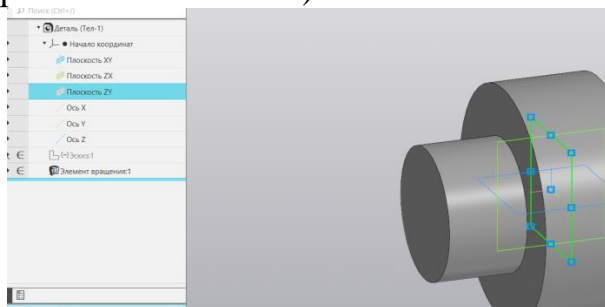 Поиск (Ctrl+/)
Деталь (Тел-1)
Начало координат
Плоскость XY
Плоскость ZX
Плоскость ZY
Ось X
Ось Y
Ось Z
(-)Эскиз:1
Элемент вращения:1